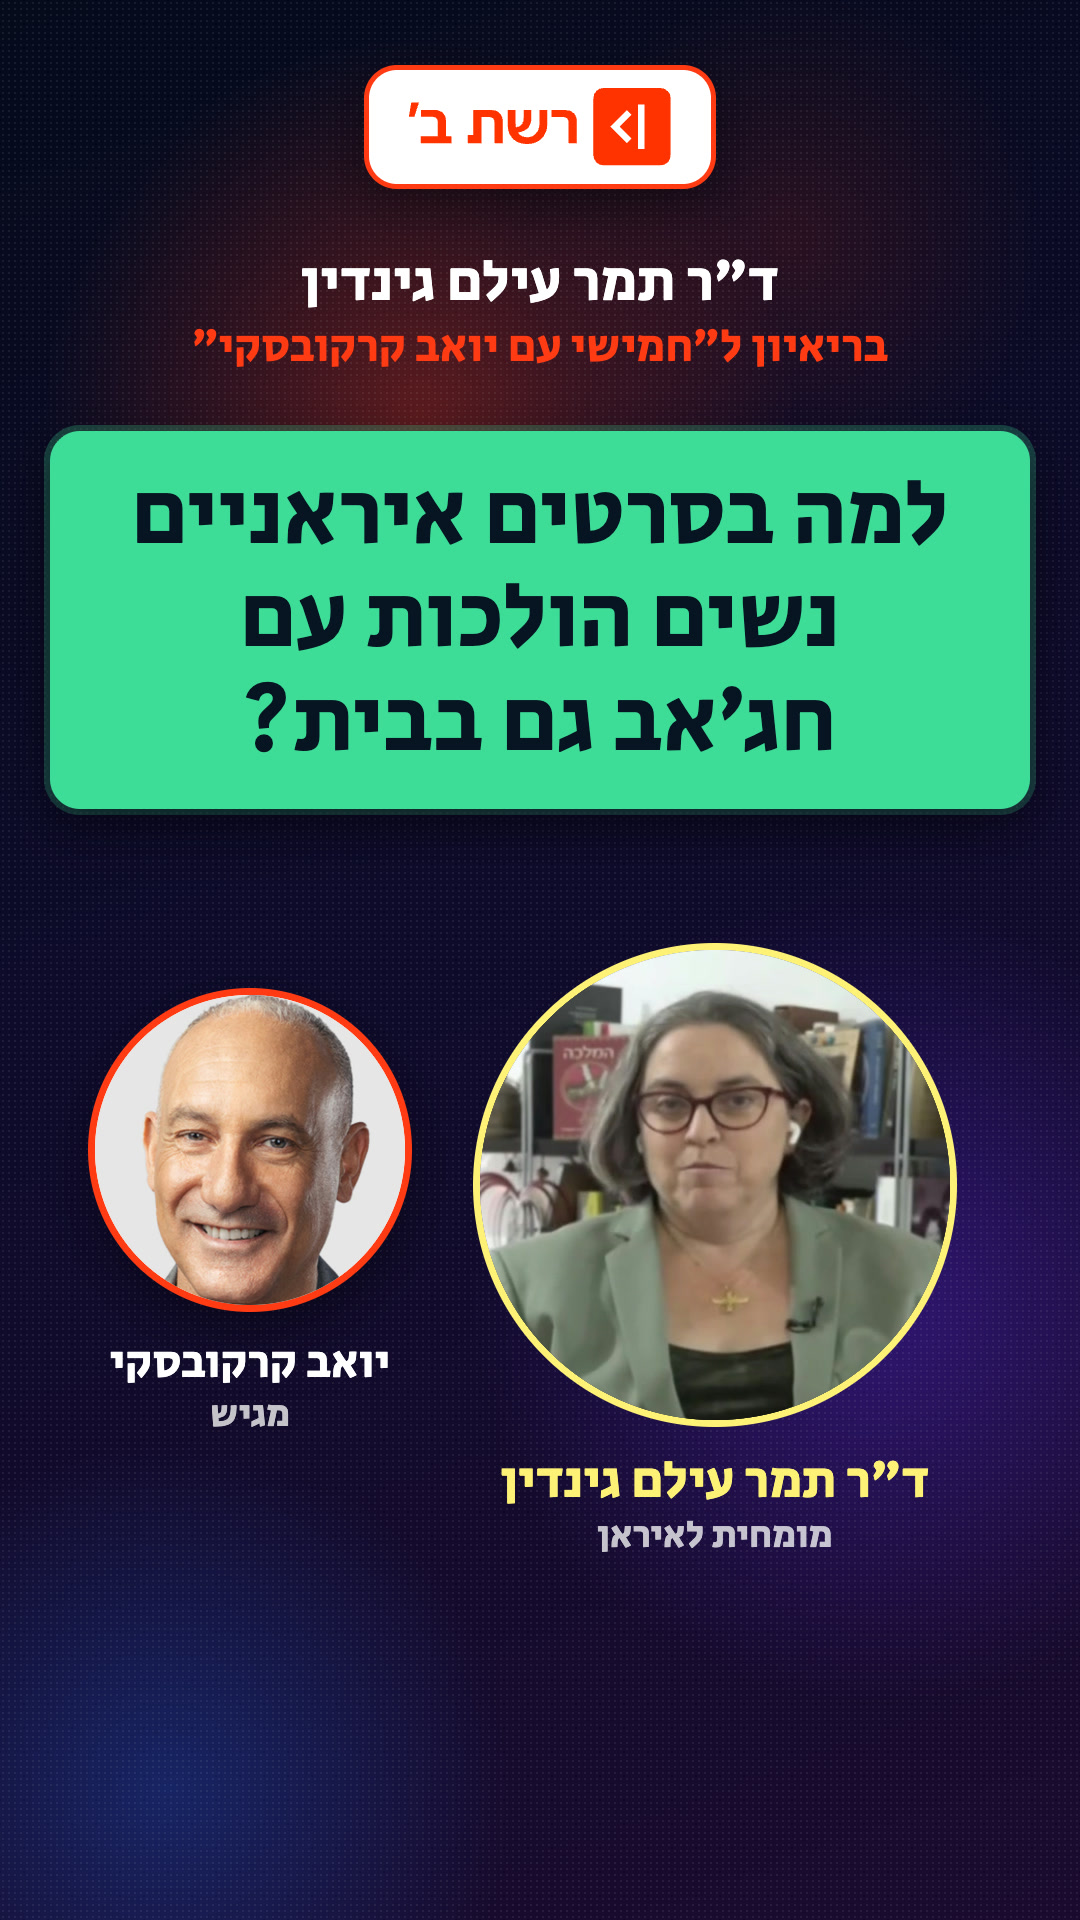 רשת ב'
ד"ר תמר עילם גינדין
בריאיון ל"חמישי עם יואב קרקובסקי"
למה בסרטים איראניים
נשים הולכות עם
חג'אב גם בבית?
המלכה
יואב קרקובסקי
מגיש
ד"ר תמר עילם גינדין
מומחית לאיראן